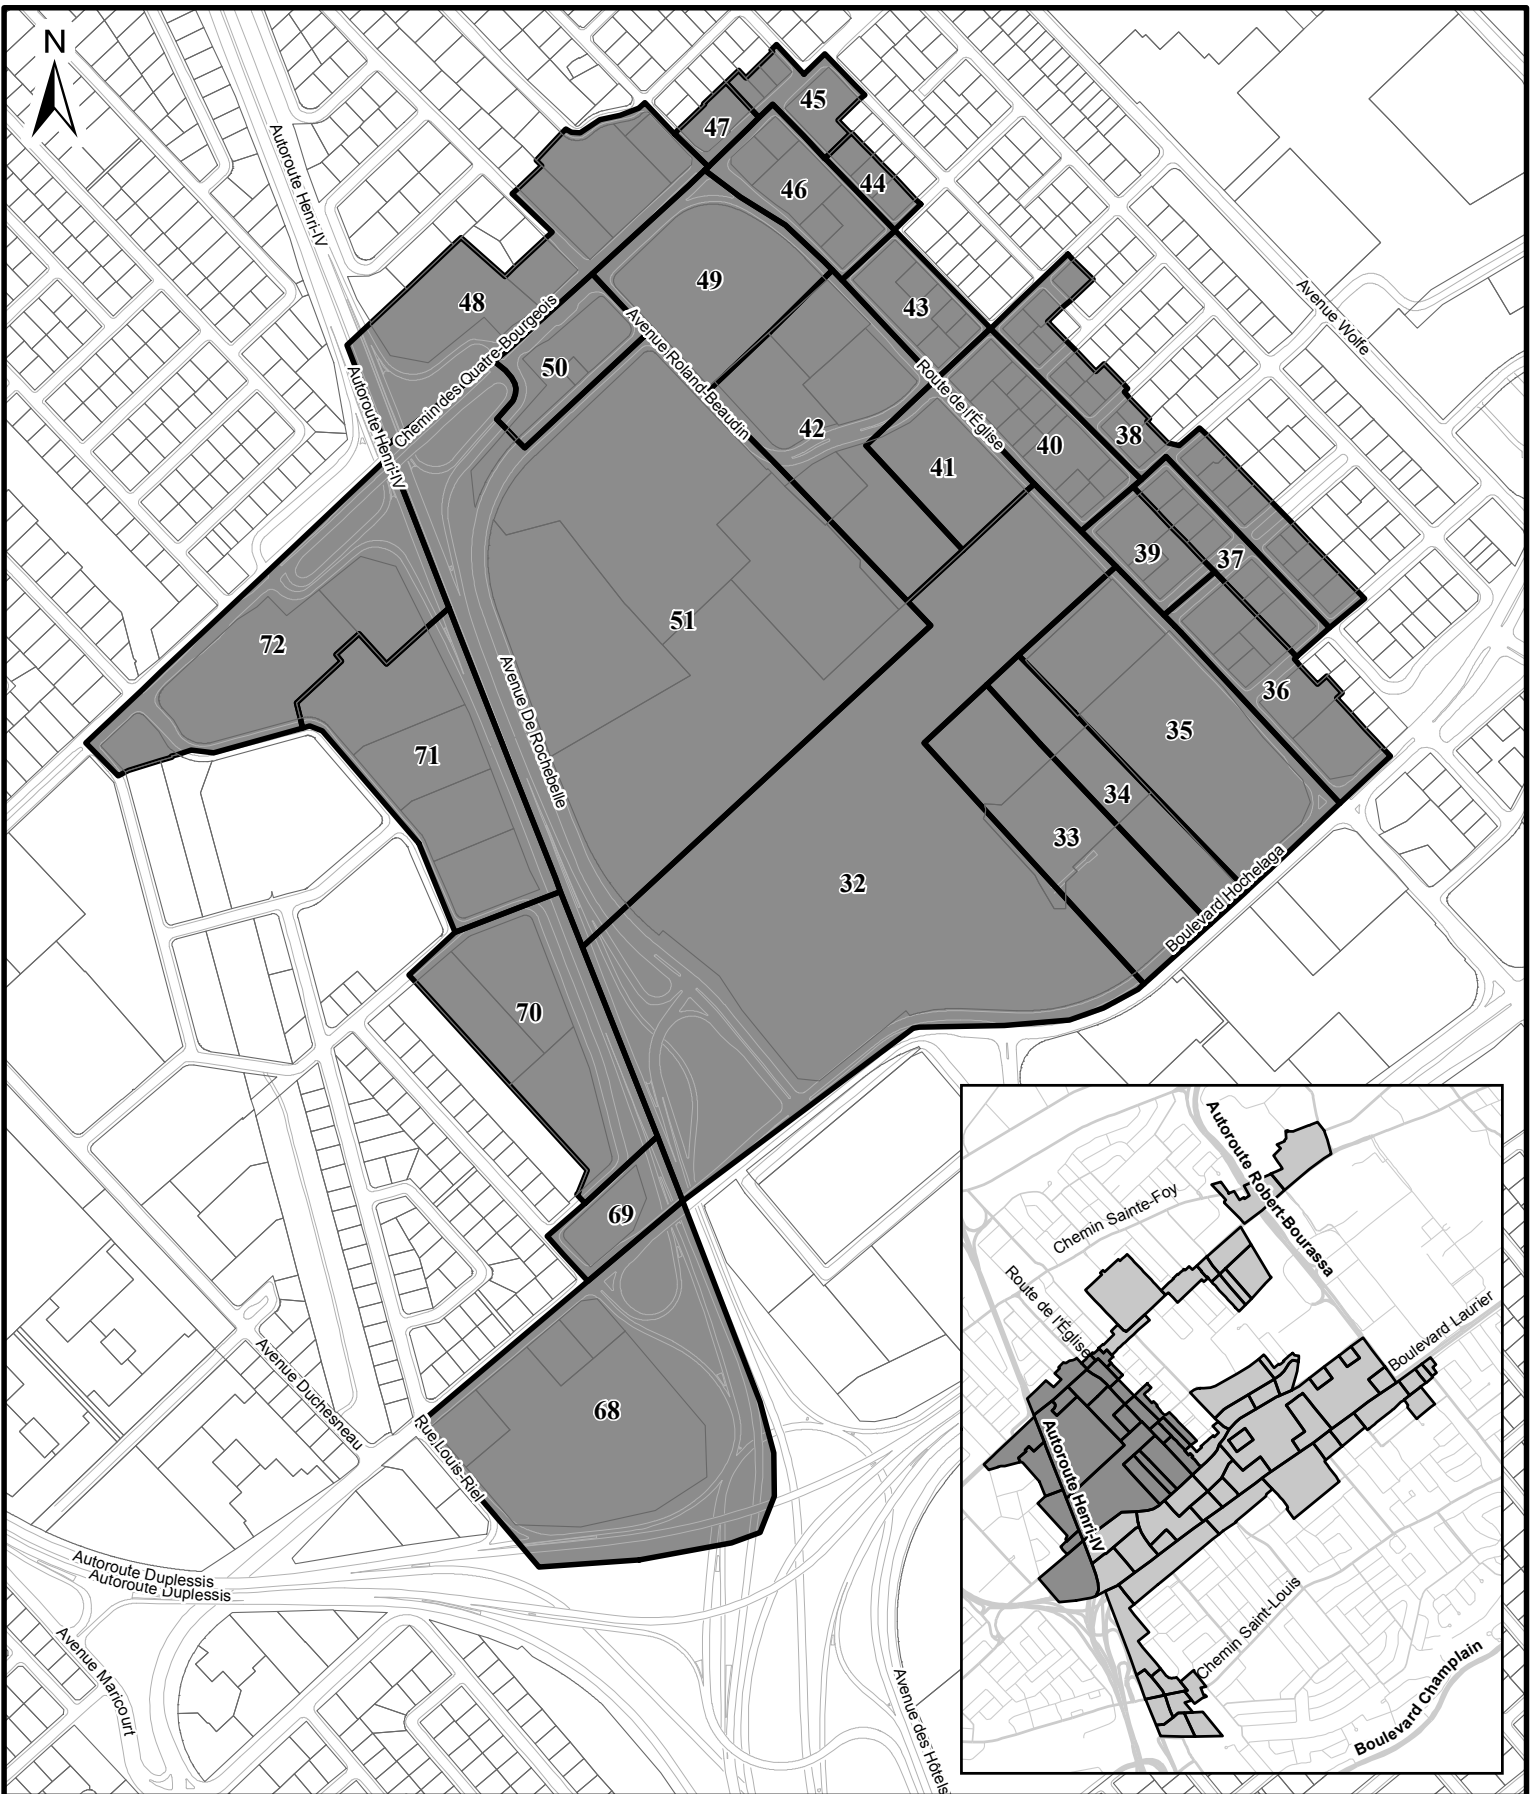 N
45
47
44
46
Autoroute Henri-IV
49
48
43
Avenue Wolfe
Chemin des Quatre-Bourgeois
50
Avenue Roland-Beaudin
Route de l'Église
Autoroute Henri-IV
42
40
38
41
39
37
51
72
36
Avenue De Rochebelle
35
71
34
33
32
Boulevard Hochelaga
70
69
68
Avenue Duchesneau
Rue Louis-Riel
Autoroute Duplessis
Autoroute Duplessis
Avenue Maricourt
Avenue des Hôtels
Autoroute Robert-Bourassa
Chemin Sainte-Foy
Route de l'Église
Boulevard Laurier
Autoroute Henri-IV
Chemin Saint-Louis
Boulevard Champlain